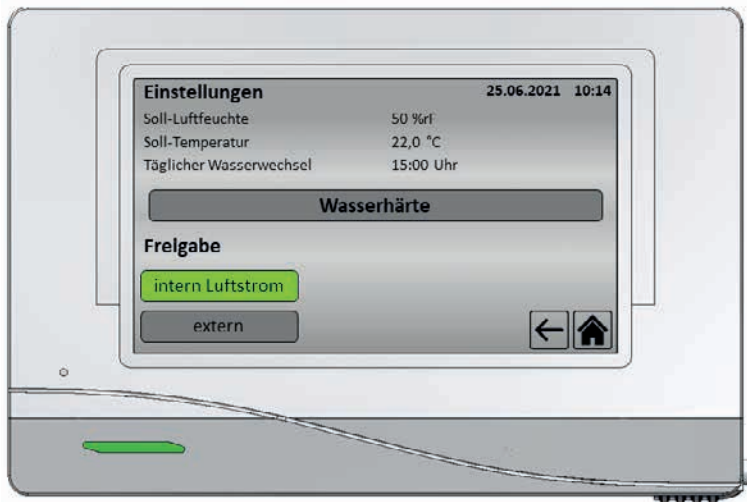 Einstellungen 25.06.2021 10:14
Soll-Luftfeuchte 50 %rF
Soll-Temperatur 22,0 °C
Täglicher Wasserwechsel 15:00 Uhr
Wasserhärte
Freigabe
intern Luftstrom
extern